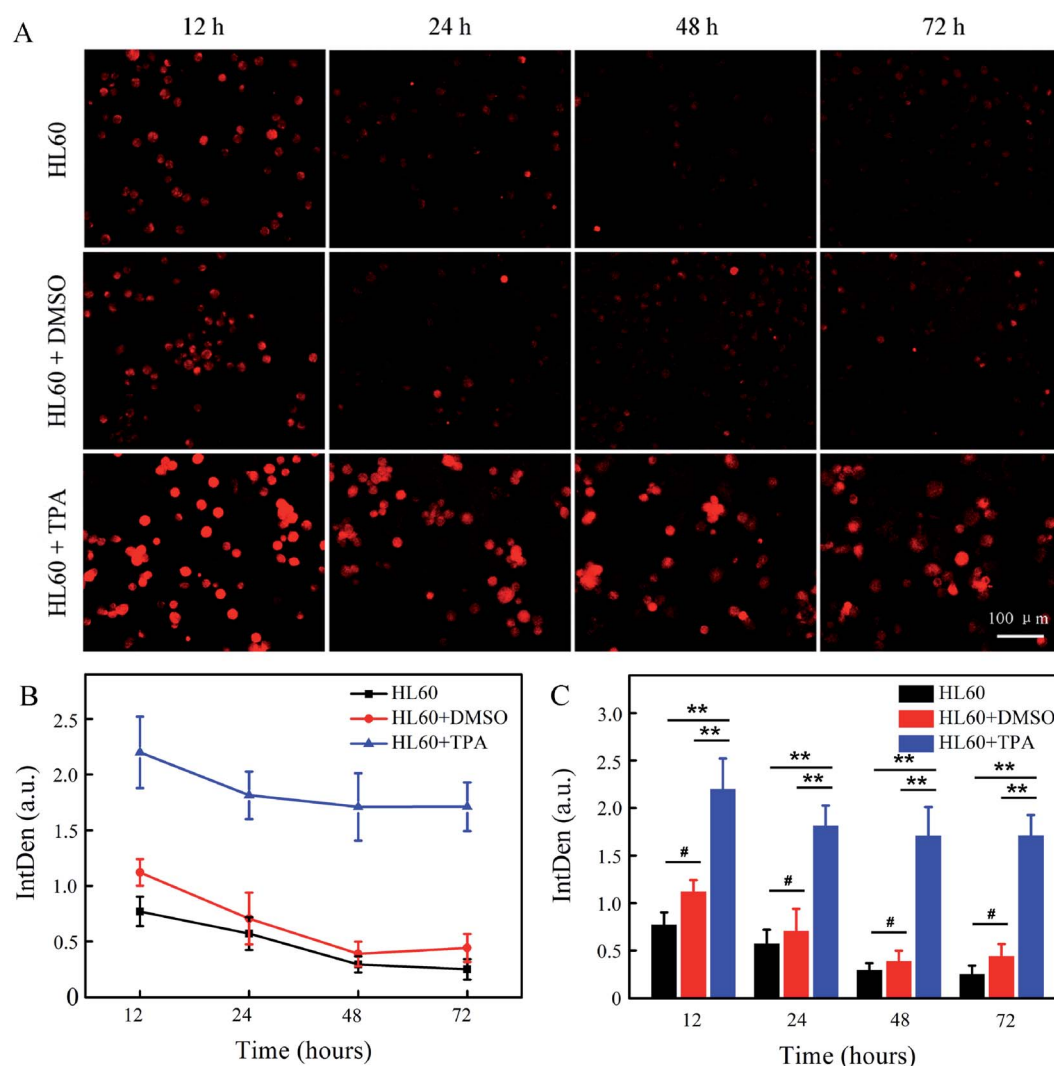 A
12 h 24 h 48 h 72 h
HL60
HL60 + DMSO
HL60 + TPA
100 μm
B
HL60
HL60+DMSO
HL60+TPA
2.5
2.0
1.5
1.0
0.5
0
IntDen (a.u.)
12 24 48 72
Time (hours)
C
HL60
HL60+DMSO
HL60+TPA
3.0
2.5
2.0
1.5
1.0
0.5
0
IntDen (a.u.)
** ** ** **
** ** ** **
# # # #
12 24 48 72
Time (hours)